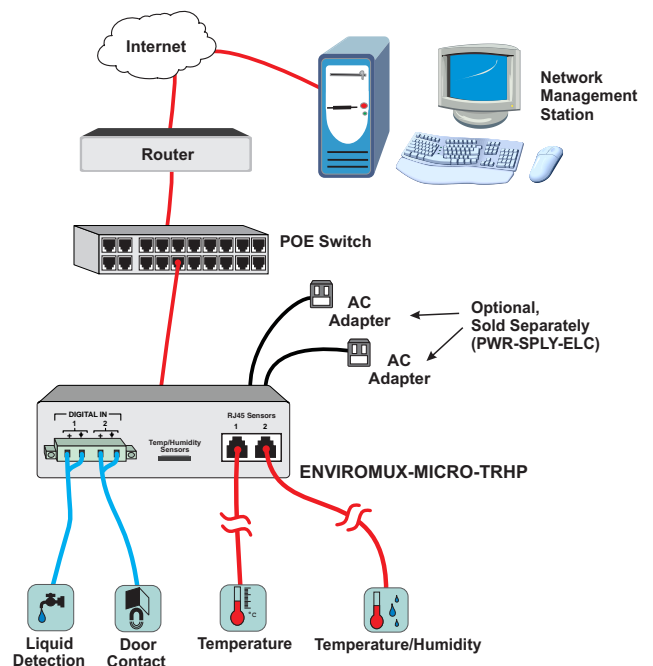 Internet
Network
Management
Station
Router
POE Switch
AC
Adapter
Optional,
Sold Separately
(PWR-SPLY-ELC)
AC
Adapter
DIGITAL IN
1 2
+ +
Temp/Humidity
Sensors
RJ45 Sensors
1 2
ENVIROMUX-MICRO-TRHP
°C
Liquid
Detection
Door
Contact
Temperature
Temperature/Humidity